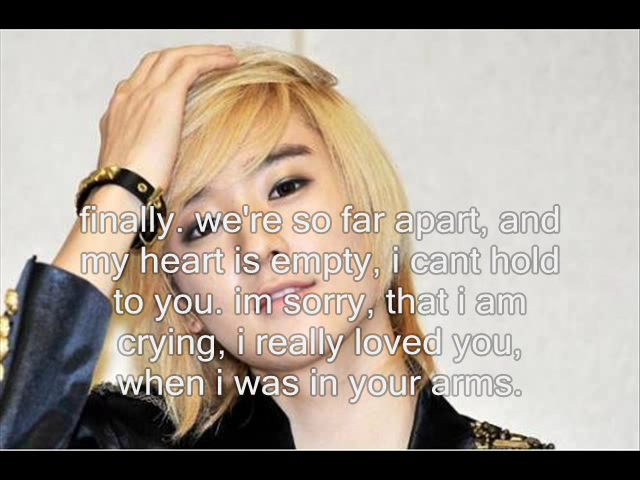 finally. we're so far apart, and
my heart is empty, i cant hold
to you. im sorry, that i am
crying, i really loved you,
when i was in your arms.